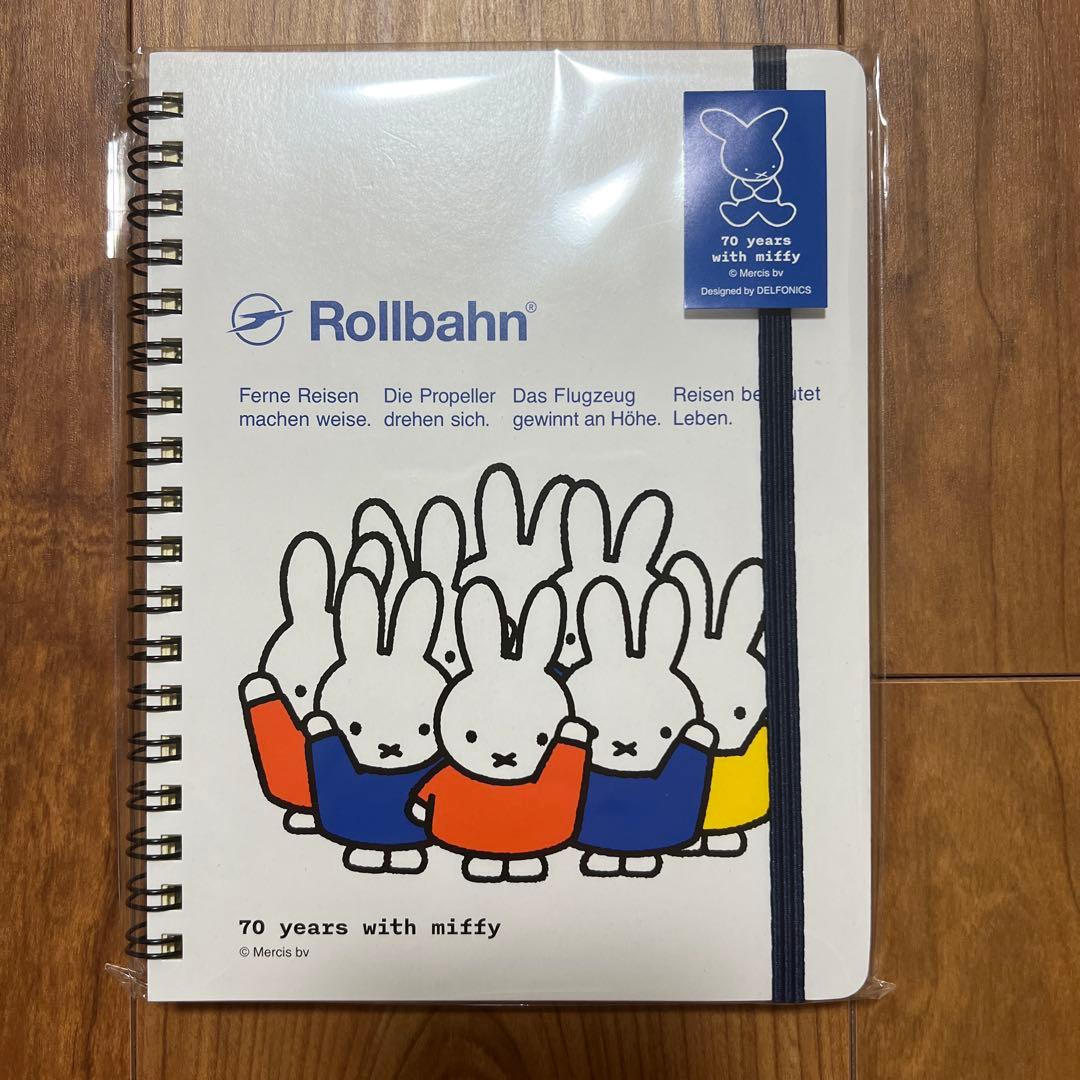 70 years
with miffy
© Mercis bv
Designed by DELFONICS
Rollbahn®
Ferne Reisen
machen weise.
Die Propeller
drehen sich.
Das Flugzeug
gewinnt an Höhe.
Reisen
Leben.
70 years with miffy
© Mercis bv